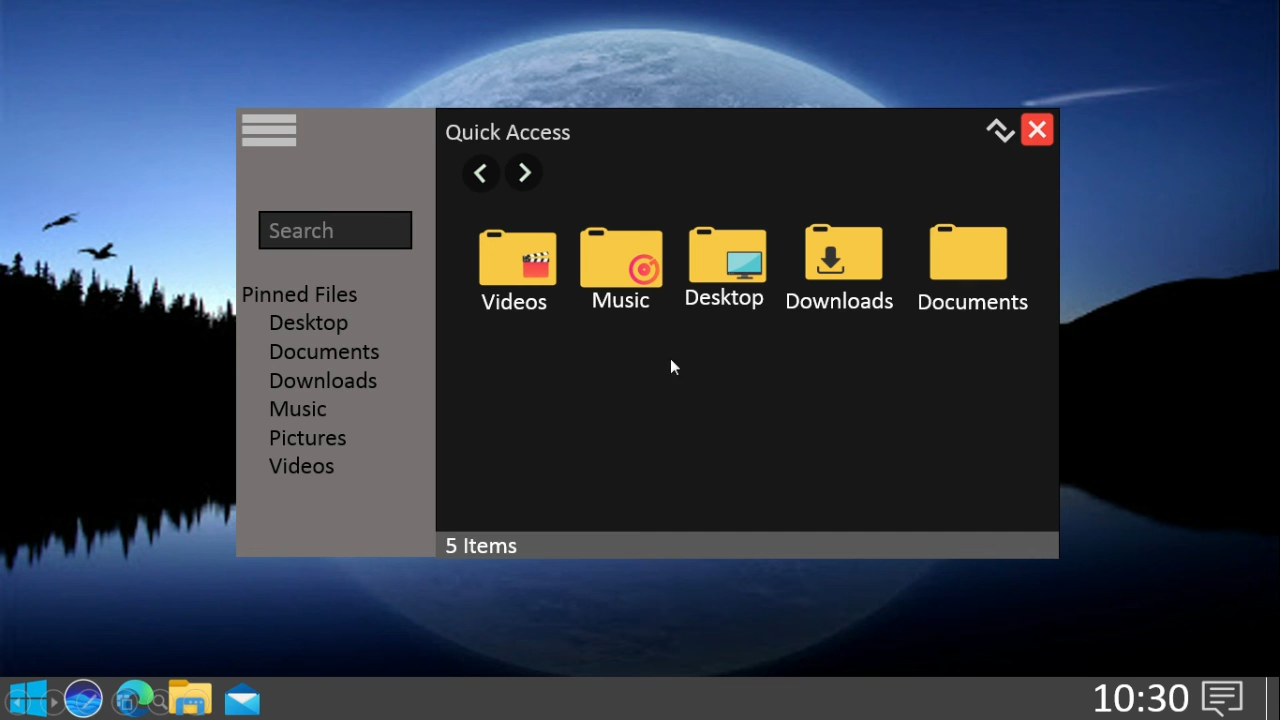 Quick Access
Search
Videos
Music
Desktop
Downloads
Documents
Pinned Files
Desktop
Documents
Downloads
Music
Pictures
Videos
5 Items
10:30